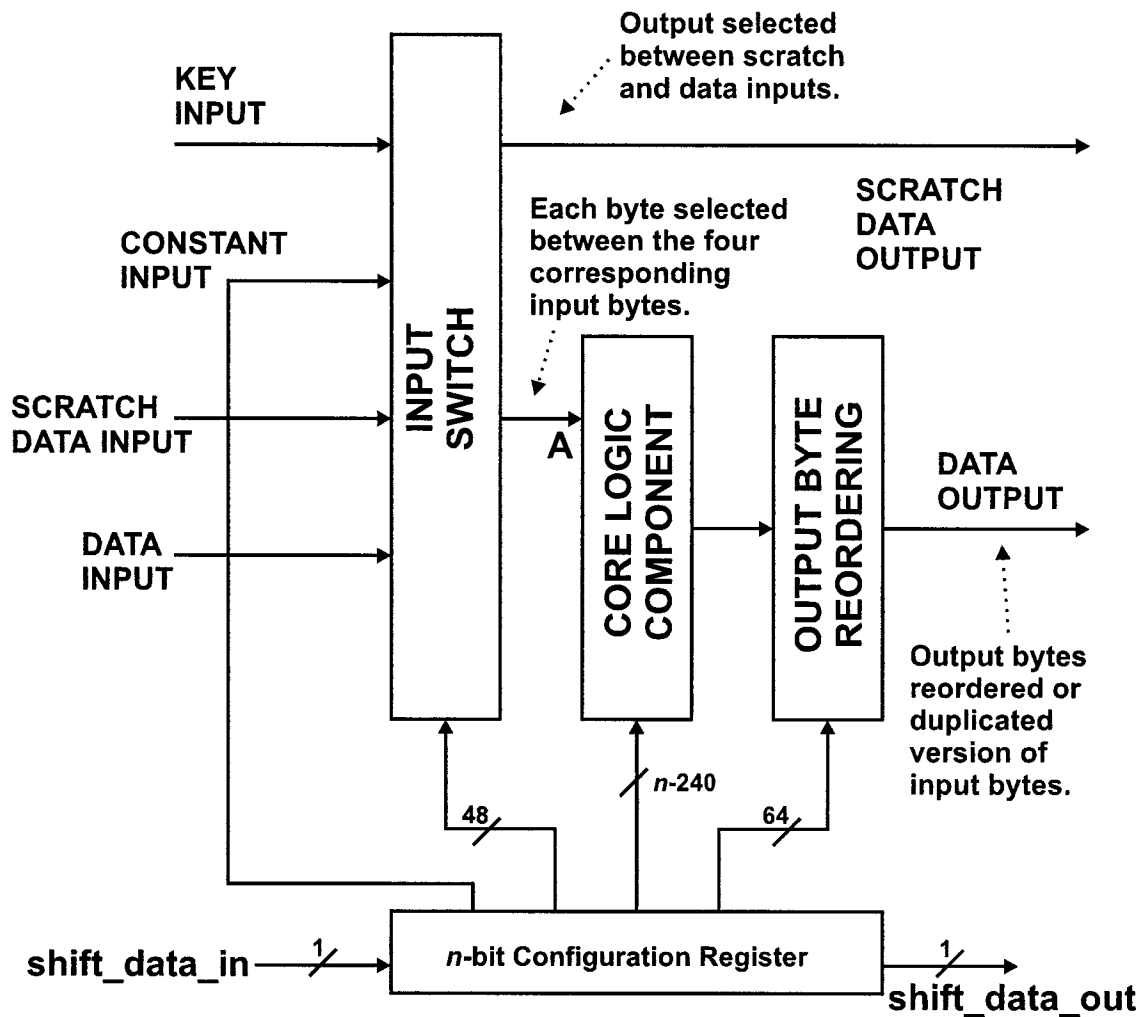 Output selected
between scratch
and data inputs.
KEY
INPUT
SCRATCH
DATA
OUTPUT
Each byte selected
between the four
corresponding
input bytes.
CONSTANT
INPUT
INPUT
SWITCH
SCRATCH
DATA INPUT
A
CORE LOGIC
COMPONENT
OUTPUT BYTE
REORDERING
DATA
OUTPUT
DATA
INPUT
Output bytes
reordered or
duplicated
version of
input bytes.
48
n-240
64
shift_data_in
1
n-bit Configuration Register
1
shift_data_out